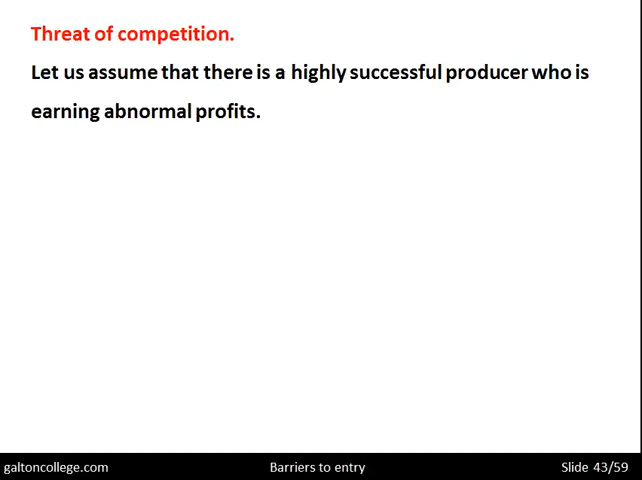 Threat of competition.
Let us assume that there is a highly successful producer who is
earning abnormal profits.
galtoncollege.com
Barriers to entry
Slide 43/59